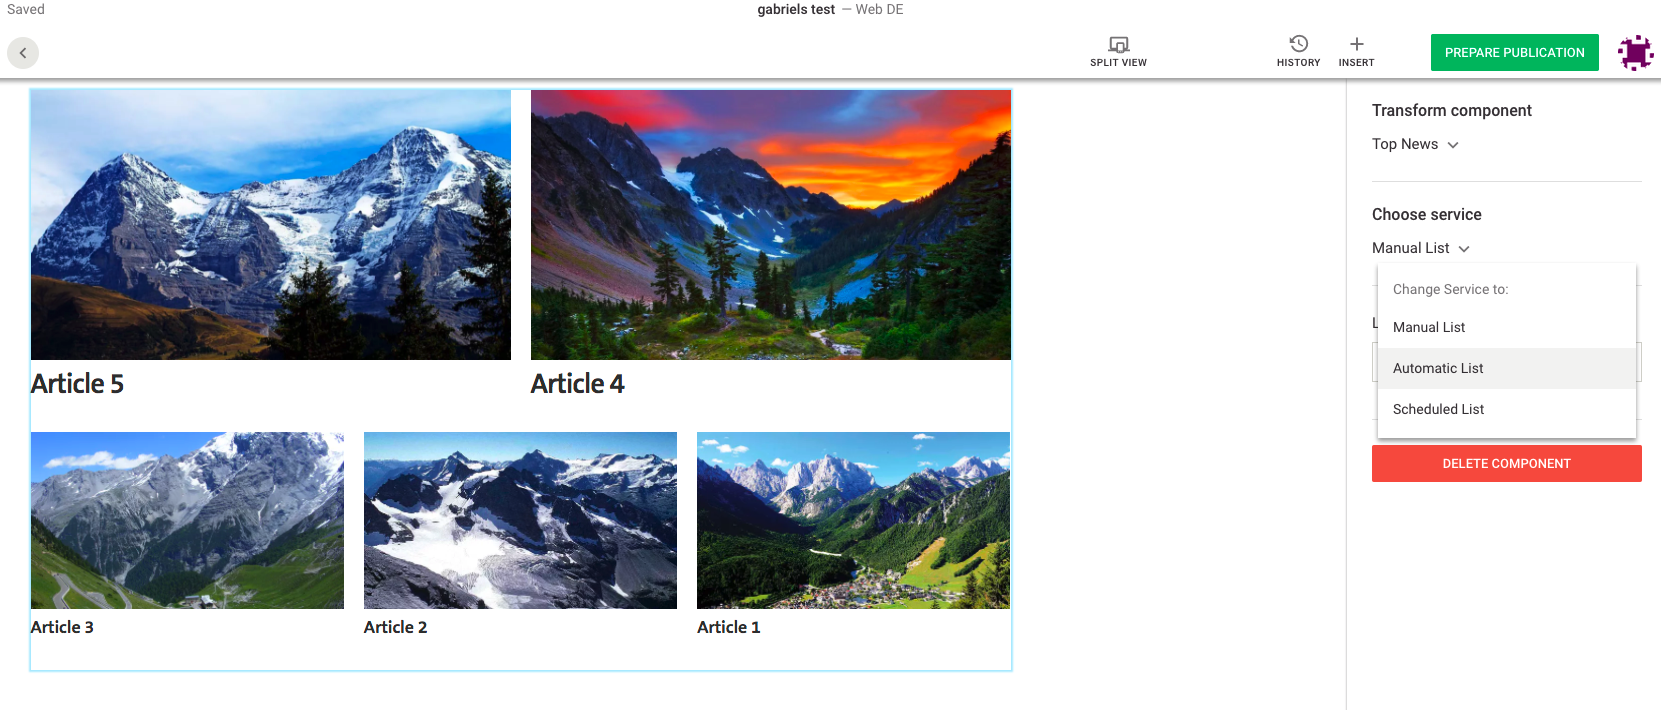 Saved
gabriels test — Web DE
SPLIT VIEW
HISTORY
INSERT
PREPARE PUBLICATION
Article 5
Article 4
Article 3
Article 2
Article 1
Transform component
Top News
Choose service
Manual List
Change Service to:
Manual List
Automatic List
Scheduled List
DELETE COMPONENT